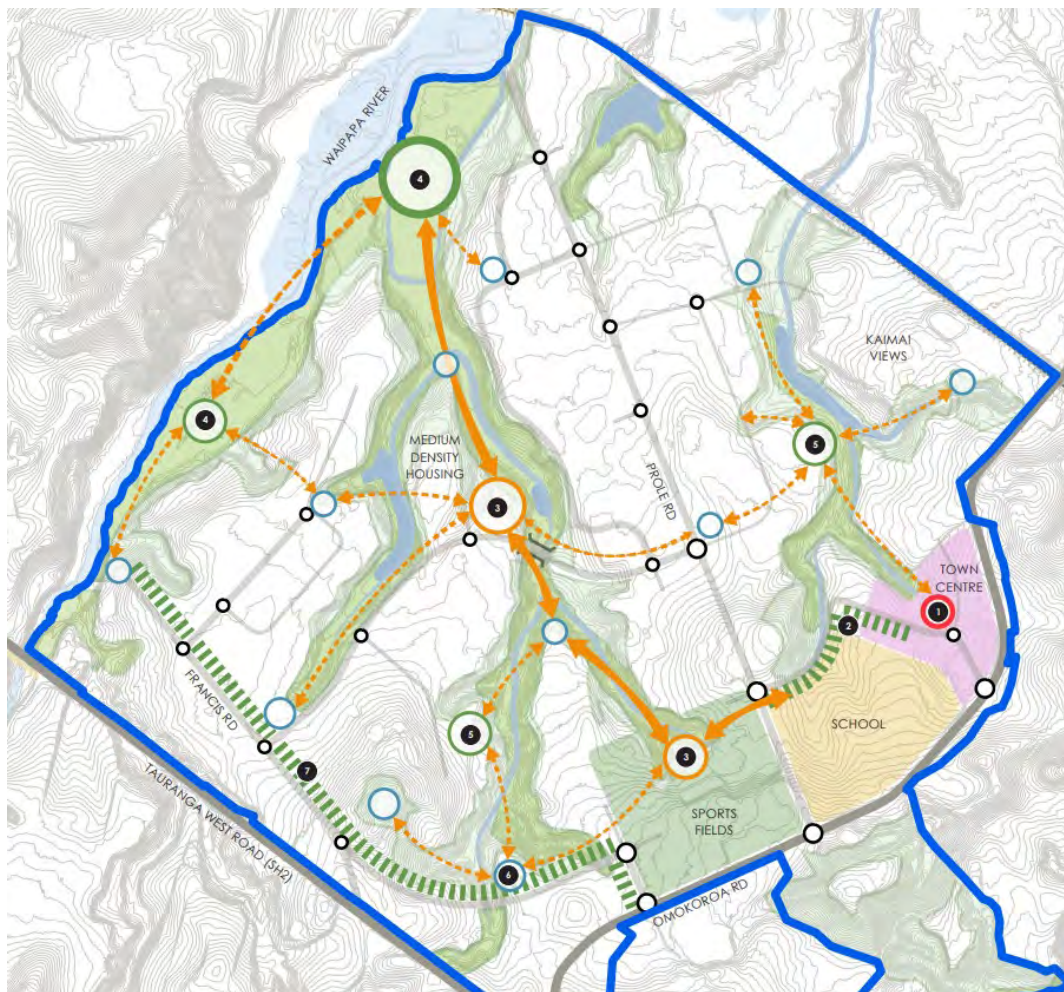 WAIPAPA RIVER
4
KAIMAI
VIEWS
4
MEDIUM
DENSITY
HOUSING
5
PROLE RD
3
TOWN
CENTRE
1
2
FRANCIS RD
SCHOOL
5
3
7
SPORTS
FIELDS
TAURANGA WEST ROAD (SH2)
6
OMOKOROA RD